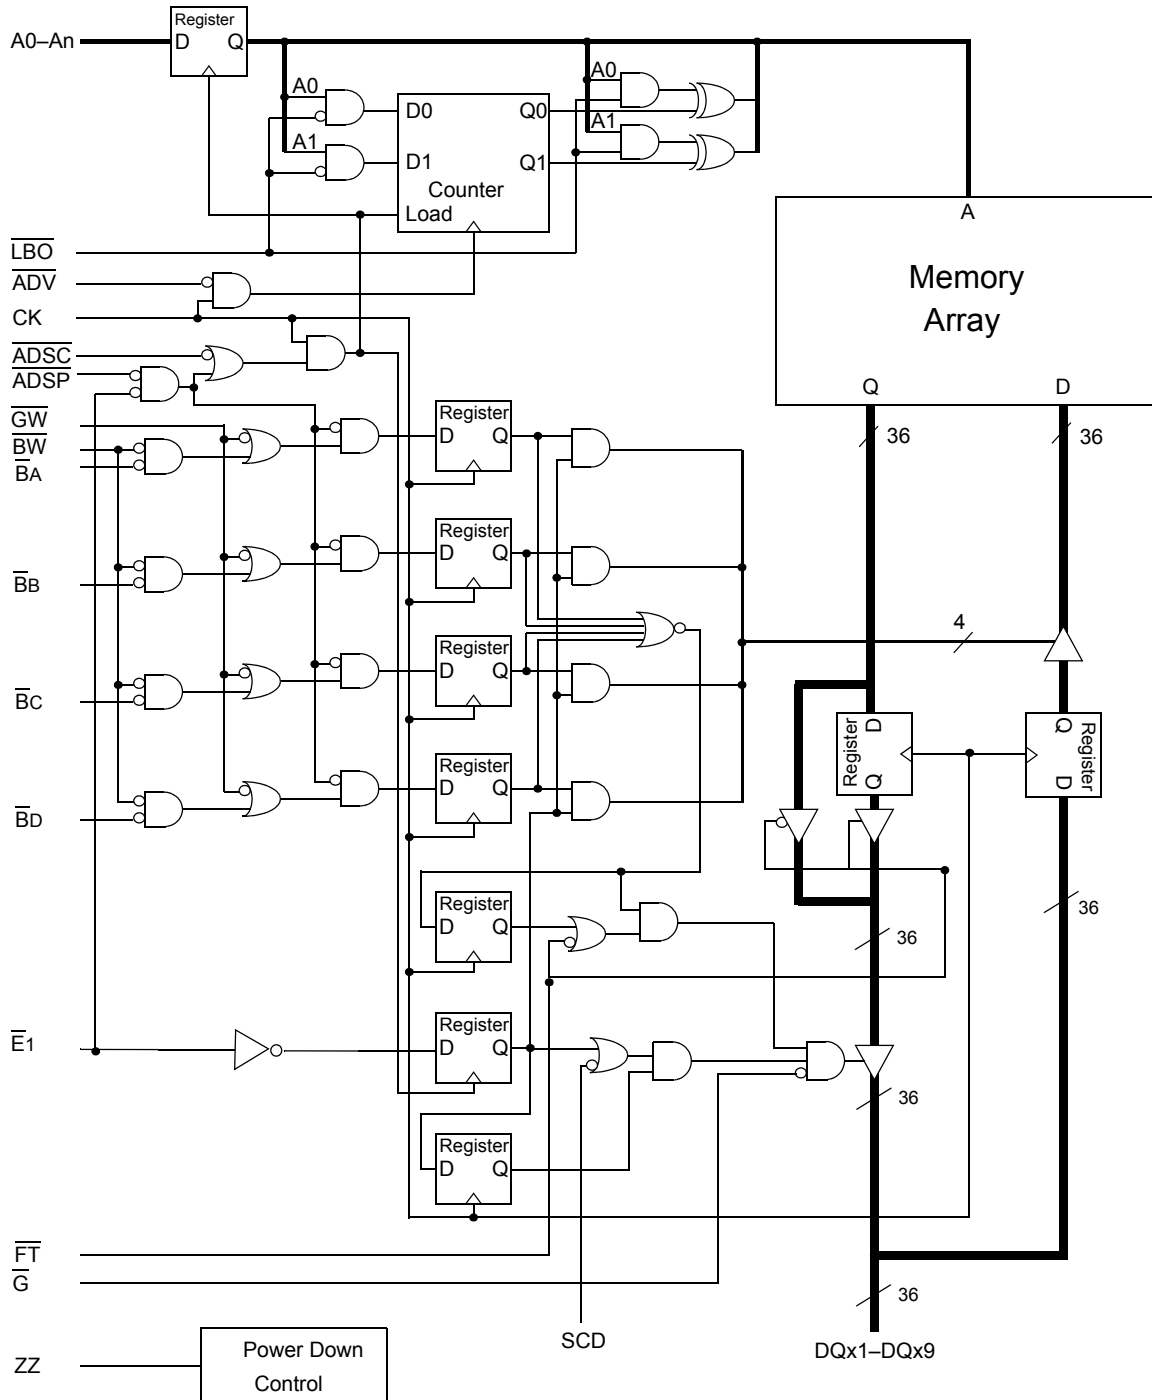 Register
A0–An
D Q
A0
A0
D0
Q0
A1
A1
D1
Q1
Counter
Load
A
LBO
ADV
Memory
Array
CK
ADSC
ADSP
Q
D
GW
Register
36
36
BW
D Q
BA
Register
D Q
BB
4
Register
D Q
BC
Register
D
Q
Q
D
Register
Register
D Q
BD
Register
D Q
36
36
Register
E1
D Q
36
Register
D Q
FT
G
36
SCD
DQx1–DQx9
Power Down
ZZ
Control